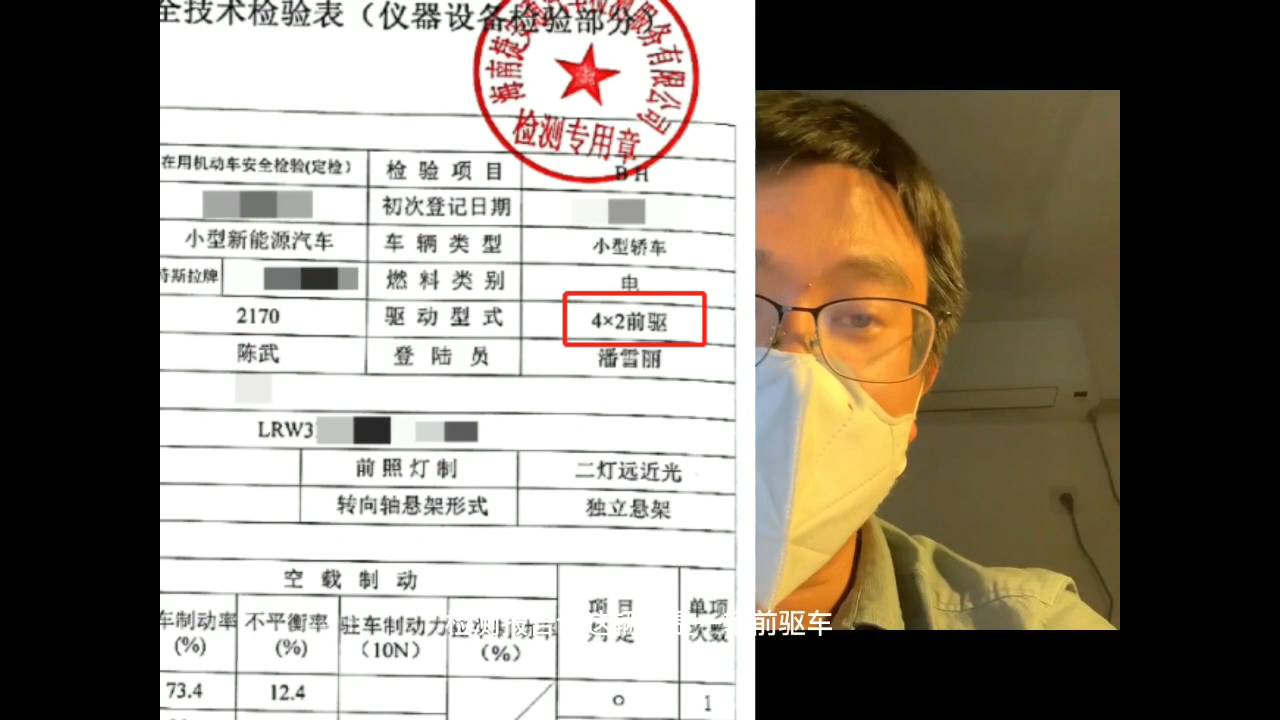 全技术检验表（仪器设备检验部分）
有限公司
检测专用章
在用机动车安全检验(定检)
检验项目
BH
初次登记日期
小型新能源汽车
车辆类型
小型轿车
特斯拉牌
燃料类别
电
2170
驱动型式
4×2前驱
陈武
登陆员
潘雪丽
LRW3
前照灯制
二灯远近光
转向轴悬架形式
独立悬架
空载制动
项目
单项
次数
车制动率
(%)
不平衡率
(%)
驻车制动力
（10N）
(%)
73.4
12.4
○
1
前驱车